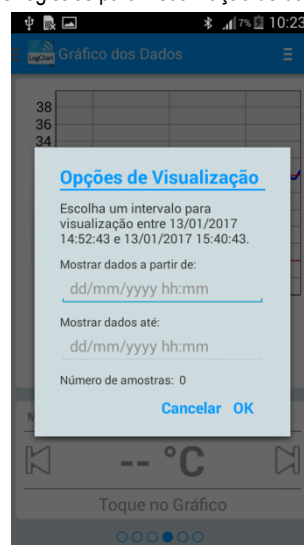 7% 10:23
LogChart
Gráfico dos Dados
38
36
34
Opções de Visualização
Escolha um intervalo para
visualização entre 13/01/2017
14:52:43 e 13/01/2017 15:40:43.
Mostrar dados a partir de:
dd/mm/yyyy hh:mm
Mostrar dados até:
dd/mm/yyyy hh:mm
Número de amostras: 0
Cancelar OK
M
-- °C
Toque no Gráfico